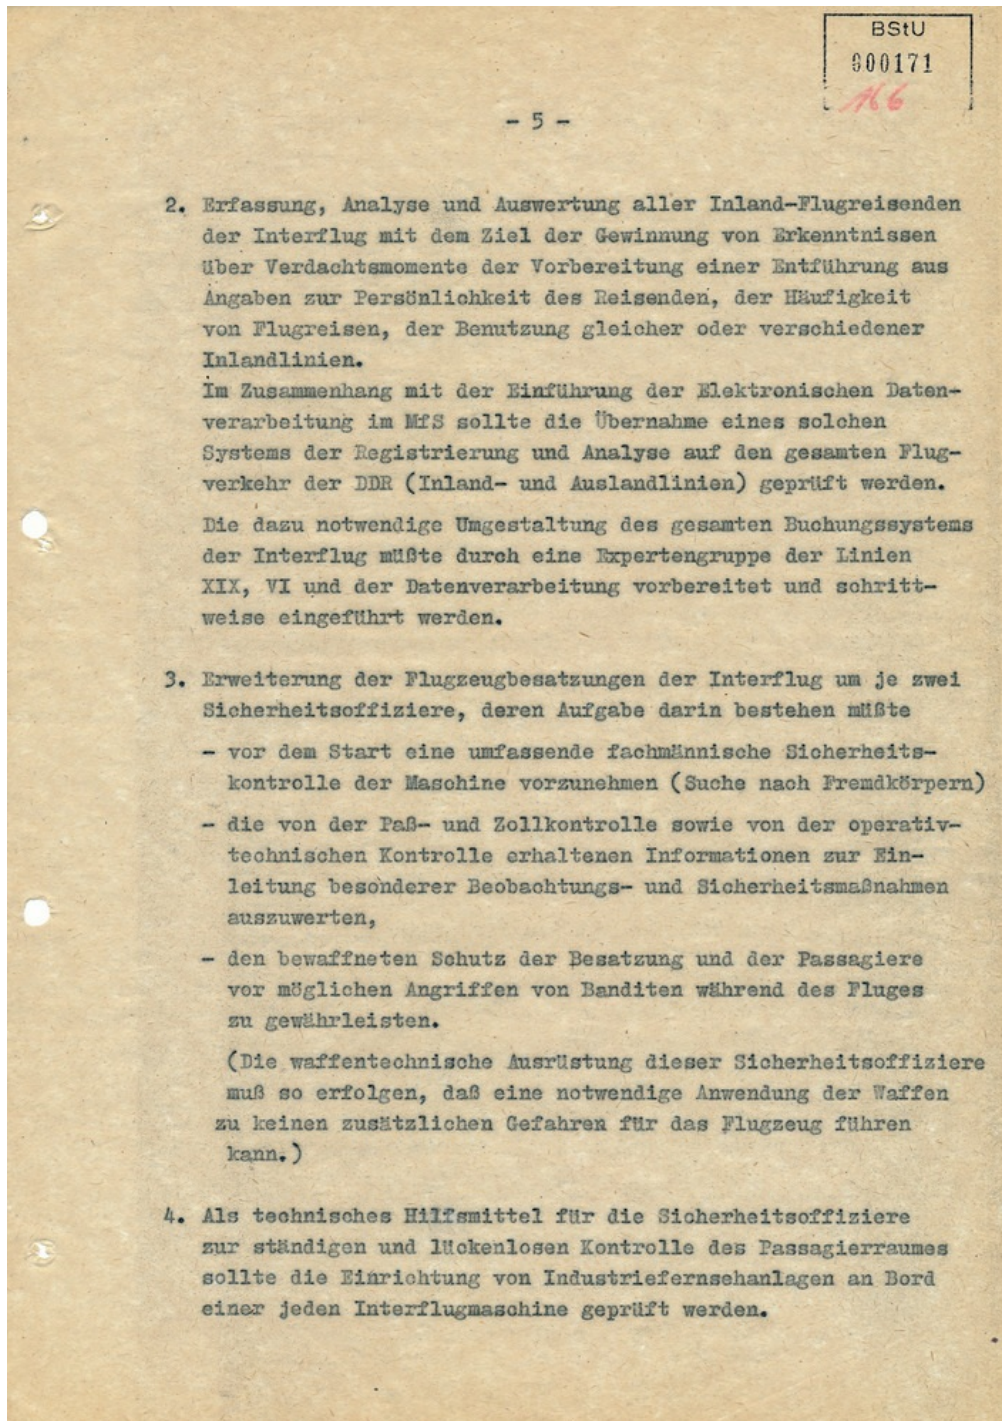 BStU
000171
166
- 5 -
2. Erfassung, Analyse und Auswertung aller Inland-Flugreisenden
der Interflug mit dem Ziel der Gewinnung von Erkenntnissen
über Verdachtsmomente der Vorbereitung einer Entführung aus
Angaben zur Persönlichkeit des Reisenden, der Häufigkeit
von Flugreisen, der Benutzung gleicher oder verschiedener
Inlandlinien.
Im Zusammenhang mit der Einführung der Elektronischen Daten-
verarbeitung im MfS sollte die Übernahme eines solchen
Systems der Registrierung und Analyse auf den gesamten Flug-
verkehr der DDR (Inland- und Auslandlinien) geprüft werden.
Die dazu notwendige Umgestaltung des gesamten Buchungssystems
der Interflug müßte durch eine Expertengruppe der Linien
XIX, VI und der Datenverarbeitung vorbereitet und schritt-
weise eingeführt werden.
3. Erweiterung der Flugzeugbesatzungen der Interflug um je zwei
Sicherheitsoffiziere, deren Aufgabe darin bestehen müßte
- vor dem Start eine umfassende fachmännische Sicherheits-
kontrolle der Maschine vorzunehmen (Suche nach Fremdkörpern)
- die von der Paß- und Zollkontrolle sowie von der operativ-
technischen Kontrolle erhaltenen Informationen zur Ein-
leitung besonderer Beobachtungs- und Sicherheitsmaßnahmen
auszuwerten,
- den bewaffneten Schutz der Besatzung und der Passagiere
vor möglichen Angriffen von Banditen während des Fluges
zu gewährleisten.
(Die waffentechnische Ausrüstung dieser Sicherheitsoffiziere
muß so erfolgen, daß eine notwendige Anwendung der Waffen
zu keinen zusätzlichen Gefahren für das Flugzeug führen
kann.)
4. Als technisches Hilfsmittel für die Sicherheitsoffiziere
zur ständigen und lückenlosen Kontrolle des Passagierraumes
sollte die Einrichtung von Industriefernsehanlagen an Bord
einer jeden Interflugmaschine geprüft werden.